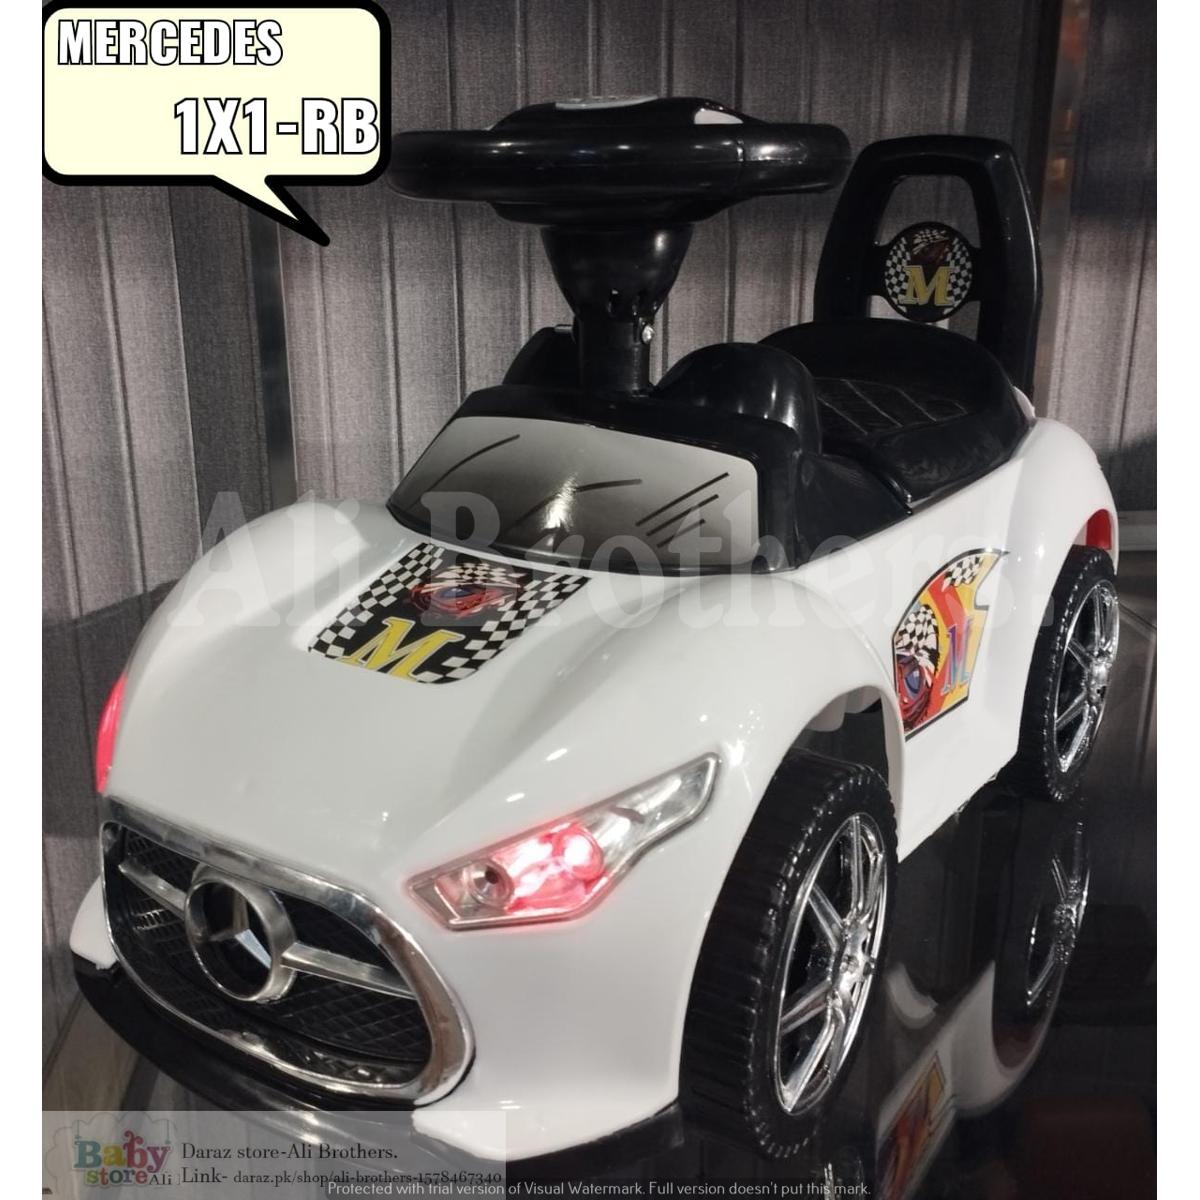 MERCEDES
1X1-RB
M
Ali Brothers.
M
M
Baby
store Ali
Daraz store-Ali Brothers.
Link- daraz.pk/shop/ali-brothers-1578467340
Protected with trial version of Visual Watermark. Full version doesn't put this mark.